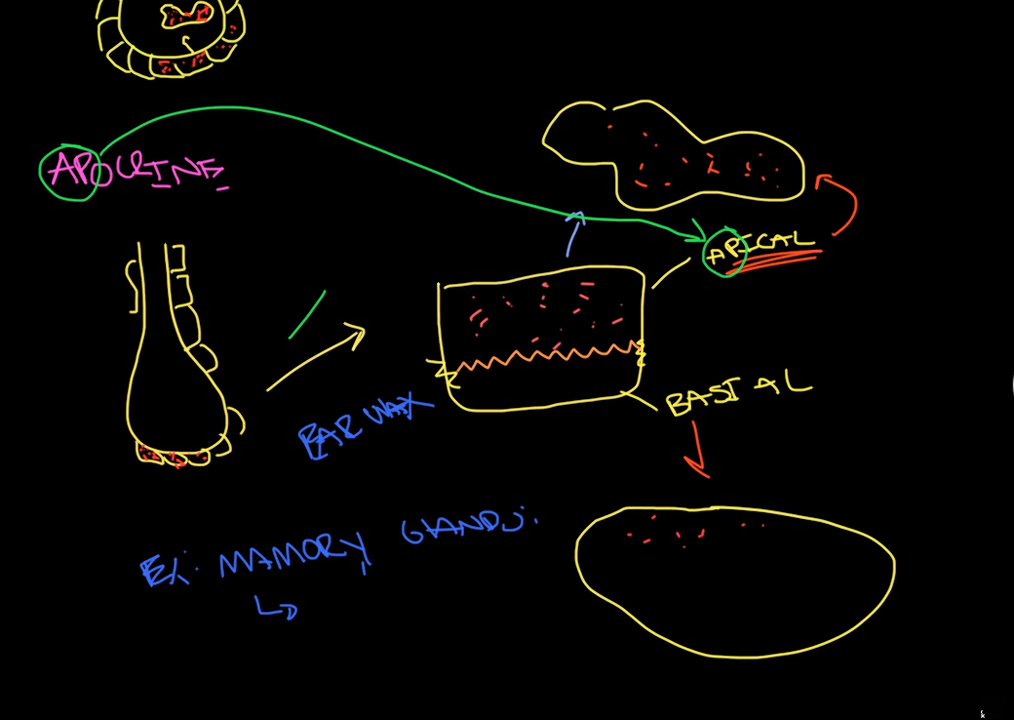 APOCRINE
APICAL
BASAL
EAR WAX
Ex: MAMORY GLANDS.